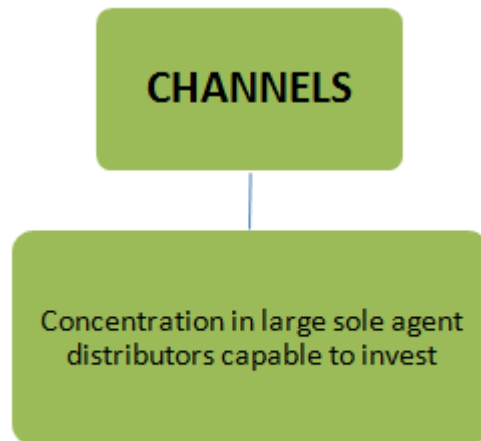 CHANNELS
Concentration in large sole agent
distributors capable to invest